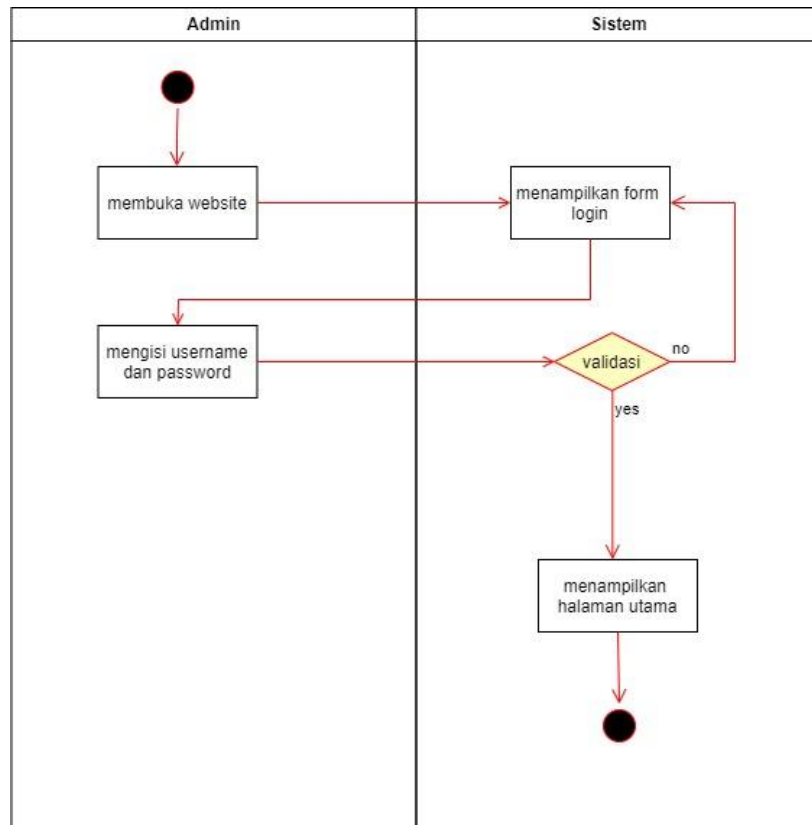 Admin
Sistem
membuka website
menampilkan form
login
mengisi username
dan password
validasi
no
yes
menampilkan
halaman utama